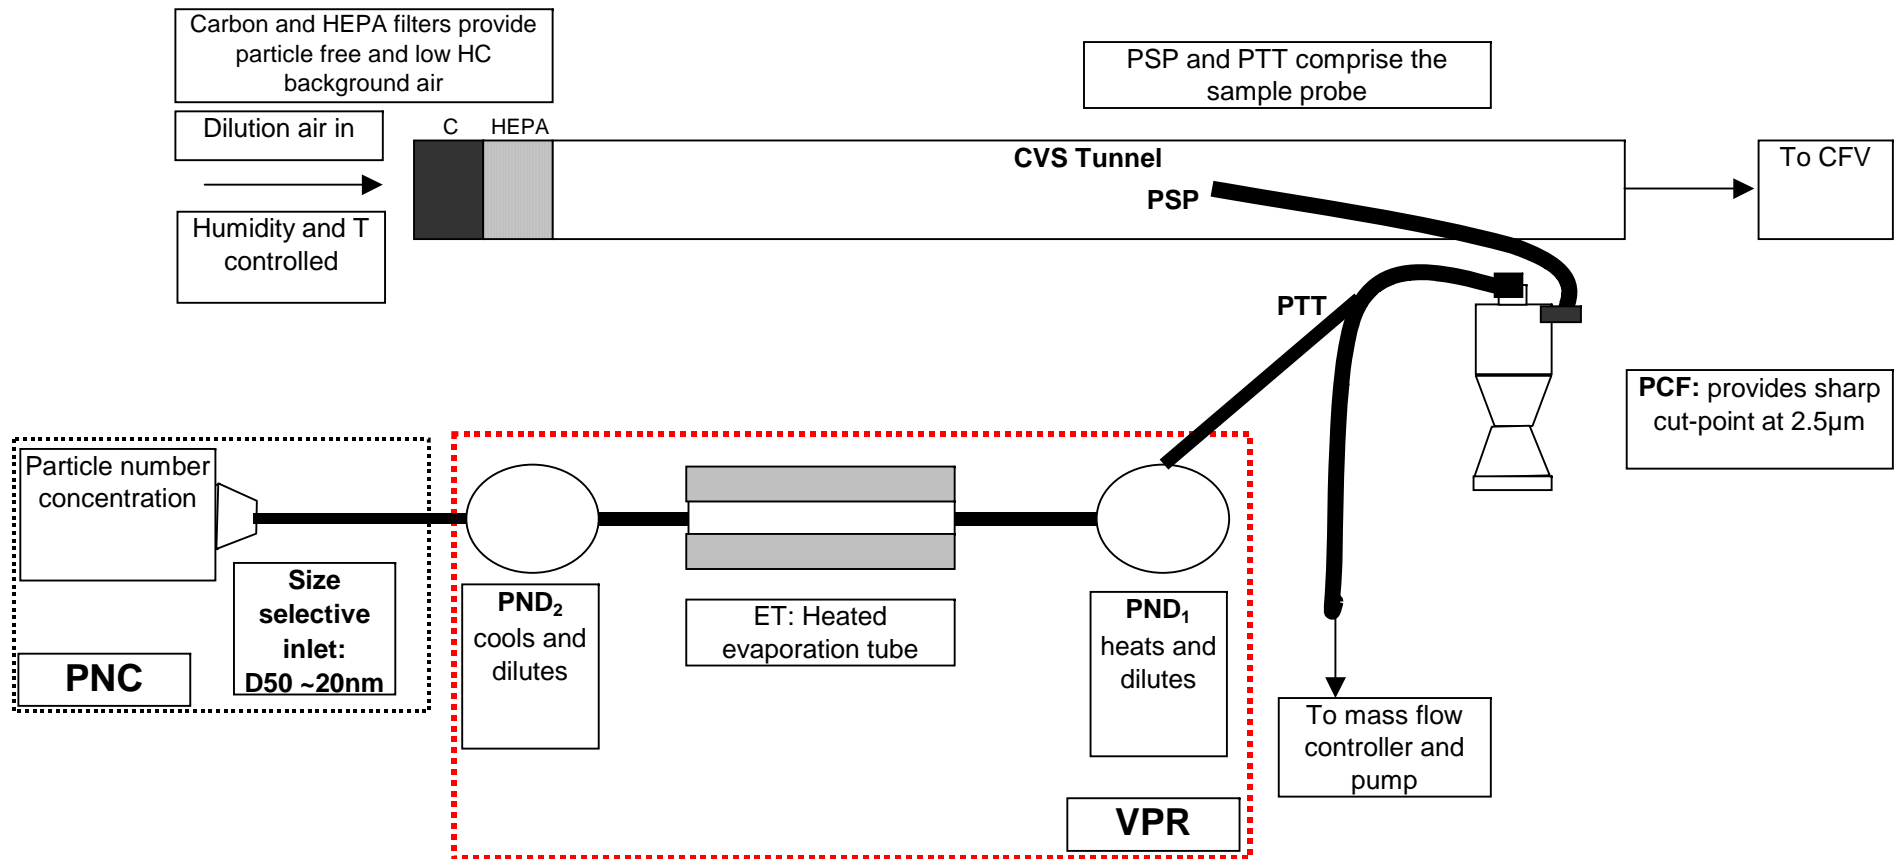 Carbon and HEPA filters provide
particle free and low HC
background air
PSP and PTT comprise the
sample probe
Dilution air in
C
HEPA
CVS Tunnel
PSP
To CFV
Humidity and T
controlled
PTT
PCF: provides sharp
cut-point at 2.5µm
Particle number
concentration
Size
selective
inlet:
D50 ~20nm
PNC
PND₂
cools and
dilutes
ET: Heated
evaporation tube
PND₁
heats and
dilutes
To mass flow
controller and
pump
VPR